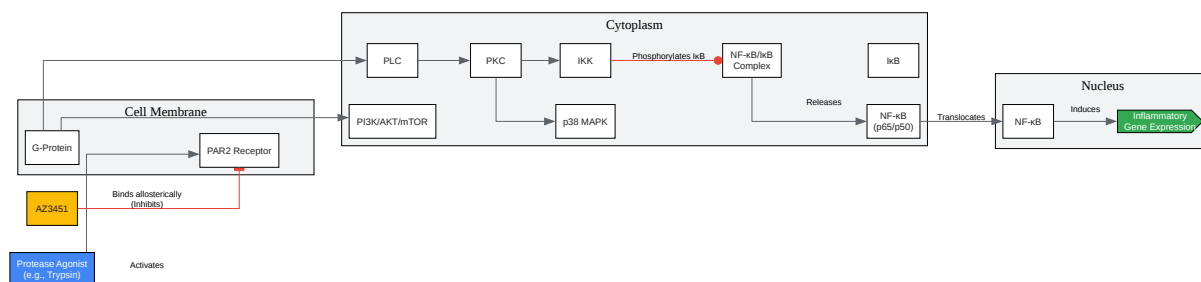 Cytoplasm
PLC
PKC
IKK
Phosphorylates IκB
NF-κB/IκB
Complex
IκB
Cell Membrane
G-Protein
PAR2 Receptor
PI3K/AKT/mTOR
p38 MAPK
Releases
NF-κB
(p65/p50)
Translocates
Nucleus
NF-κB
Induces
Inflammatory
Gene Expression
AZ3451
Binds allosterically
(Inhibits)
Protease Agonist
(e.g., Trypsin)
Activates